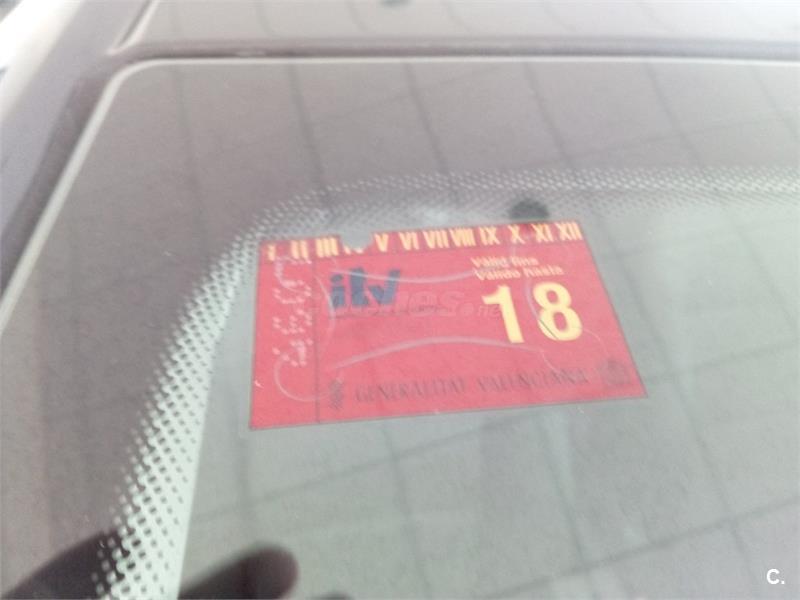 I II III IV V VI VII VIII IX X XI XII
Vàlid fins
Válido hasta
itv
18
GENERALITAT VALENCIANA
C.